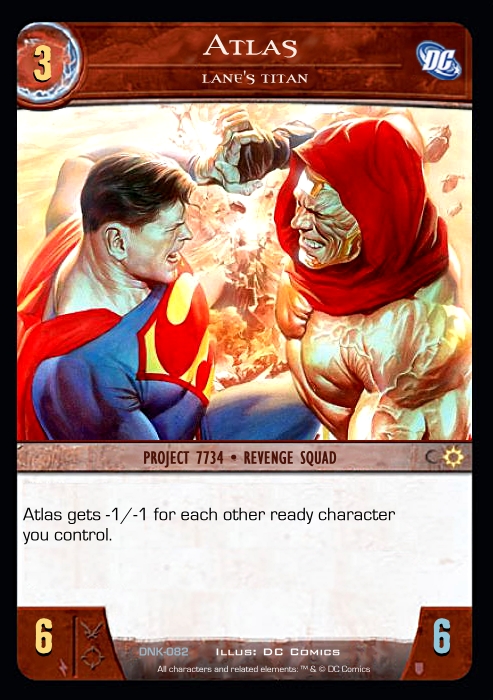 3
ATLAS
DC
LANE'S TITAN
PROJECT 7734 • REVENGE SQUAD
Atlas gets -1/-1 for each other ready character
you control.
6
6
DNK-082 ILLUS: DC COMICS
All characters and related elements: ™ & © DC Comics